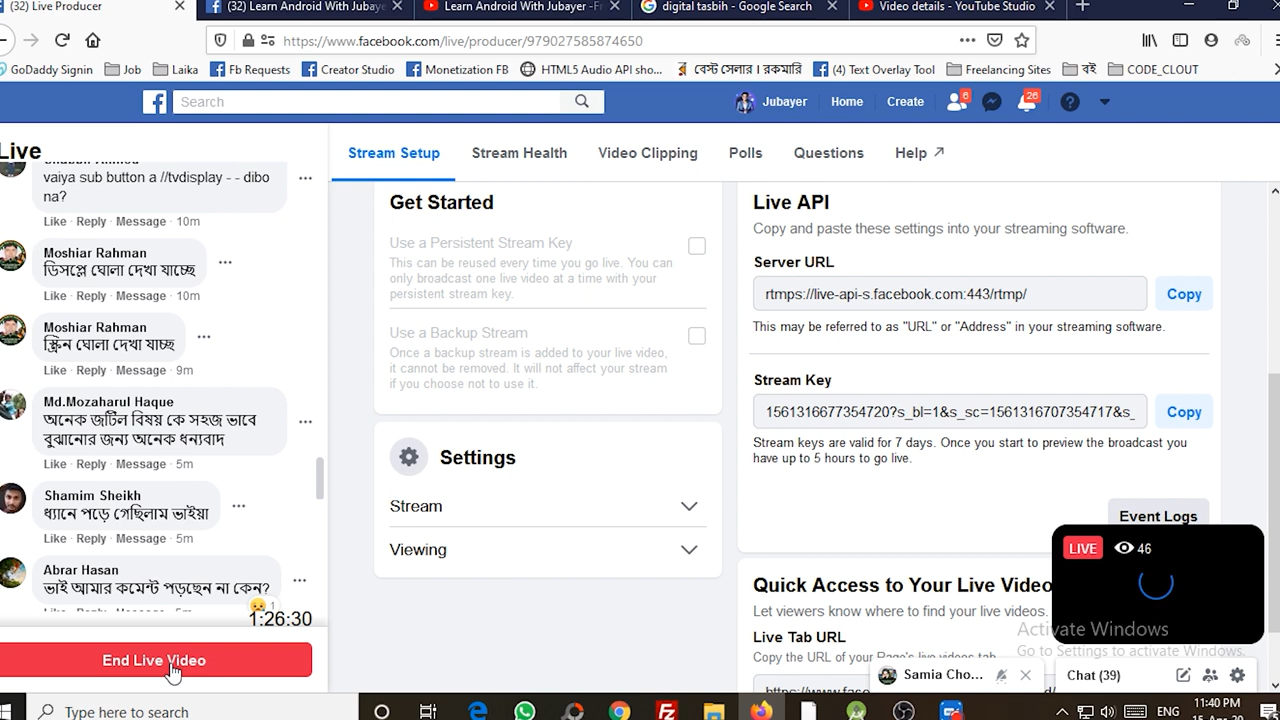 (32) Live Producer
(32) Learn Android With Jubaye
Learn Android With Jubayer -Fr
digital tasbih - Google Search
Video details - YouTube Studio
https://www.facebook.com/live/producer/979027585874650
GoDaddy Signin
Job
Laika
Fb Requests
Creator Studio
Monetization FB
HTML5 Audio API sho...
বেস্ট সেলার । রকমারি
(4) Text Overlay Tool
Freelancing Sites
বই
CODE_CLOUT
Search
Jubayer
Home
Create
6
26
Live
vaiya sub button a //tvdisplay - - dibo
na?
Like · Reply · Message · 10m
Moshiar Rahman
ডিসপ্লে ঘোলা দেখা যাচ্ছে
Like · Reply · Message · 10m
Moshiar Rahman
স্ক্রিন ঘোলা দেখা যাচ্ছ
Like · Reply · Message · 9m
Md.Mozaharul Haque
অনেক জটিল বিষয় কে সহজ ভাবে
বুঝানোর জন্য অনেক ধন্যবাদ
Like · Reply · Message · 5m
Shamim Sheikh
ধ্যানে পড়ে গেছিলাম ভাইয়া
Like · Reply · Message · 5m
Abrar Hasan
ভাই আমার কমেন্ট পড়ছেন না কেন?
1
1:26:30
End Live Video
Stream Setup
Stream Health
Video Clipping
Polls
Questions
Help
Get Started
Use a Persistent Stream Key
This can be reused every time you go live. You can
only broadcast one live video at a time with your
persistent stream key.
Use a Backup Stream
Once a backup stream is added to your live video,
it cannot be removed. It will not affect your stream
if you choose not to use it.
Settings
Stream
Viewing
Live API
Copy and paste these settings into your streaming software.
Server URL
rtmps://live-api-s.facebook.com:443/rtmp/
Copy
This may be referred to as "URL" or "Address" in your streaming software.
Stream Key
1561316677354720?s_bl=1&s_sc=1561316707354717&s_
Copy
Stream keys are valid for 7 days. Once you start to preview the broadcast you
have up to 5 hours to go live.
Event Logs
LIVE
46
Quick Access to Your Live Video
Let viewers know where to find your live videos.
Live Tab URL
Copy the URL of your Page's live videos tab
Activate Windows
Go to Settings to activate Windows.
Samia Cho...
Chat (39)
Type here to search
ENG
11:40 PM